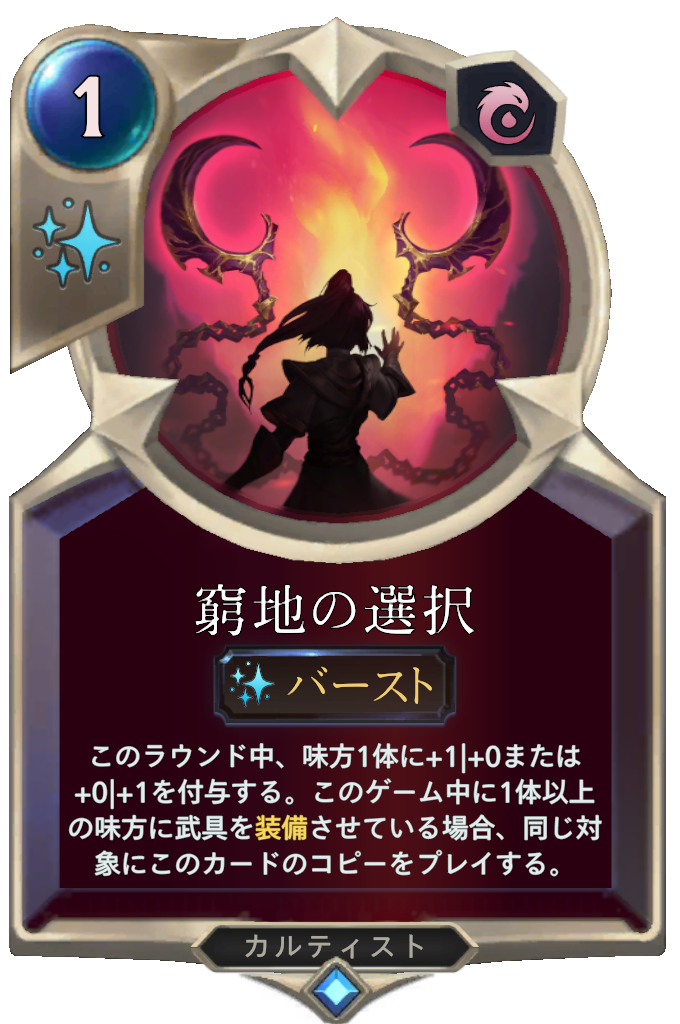 1
窮地の選択
バースト
このラウンド中、味方1体に+1|+0または
+0|+1を付与する。このゲーム中に1体以上
の味方に武具を装備させている場合、同じ対
象にこのカードのコピーをプレイする。
カルティスト